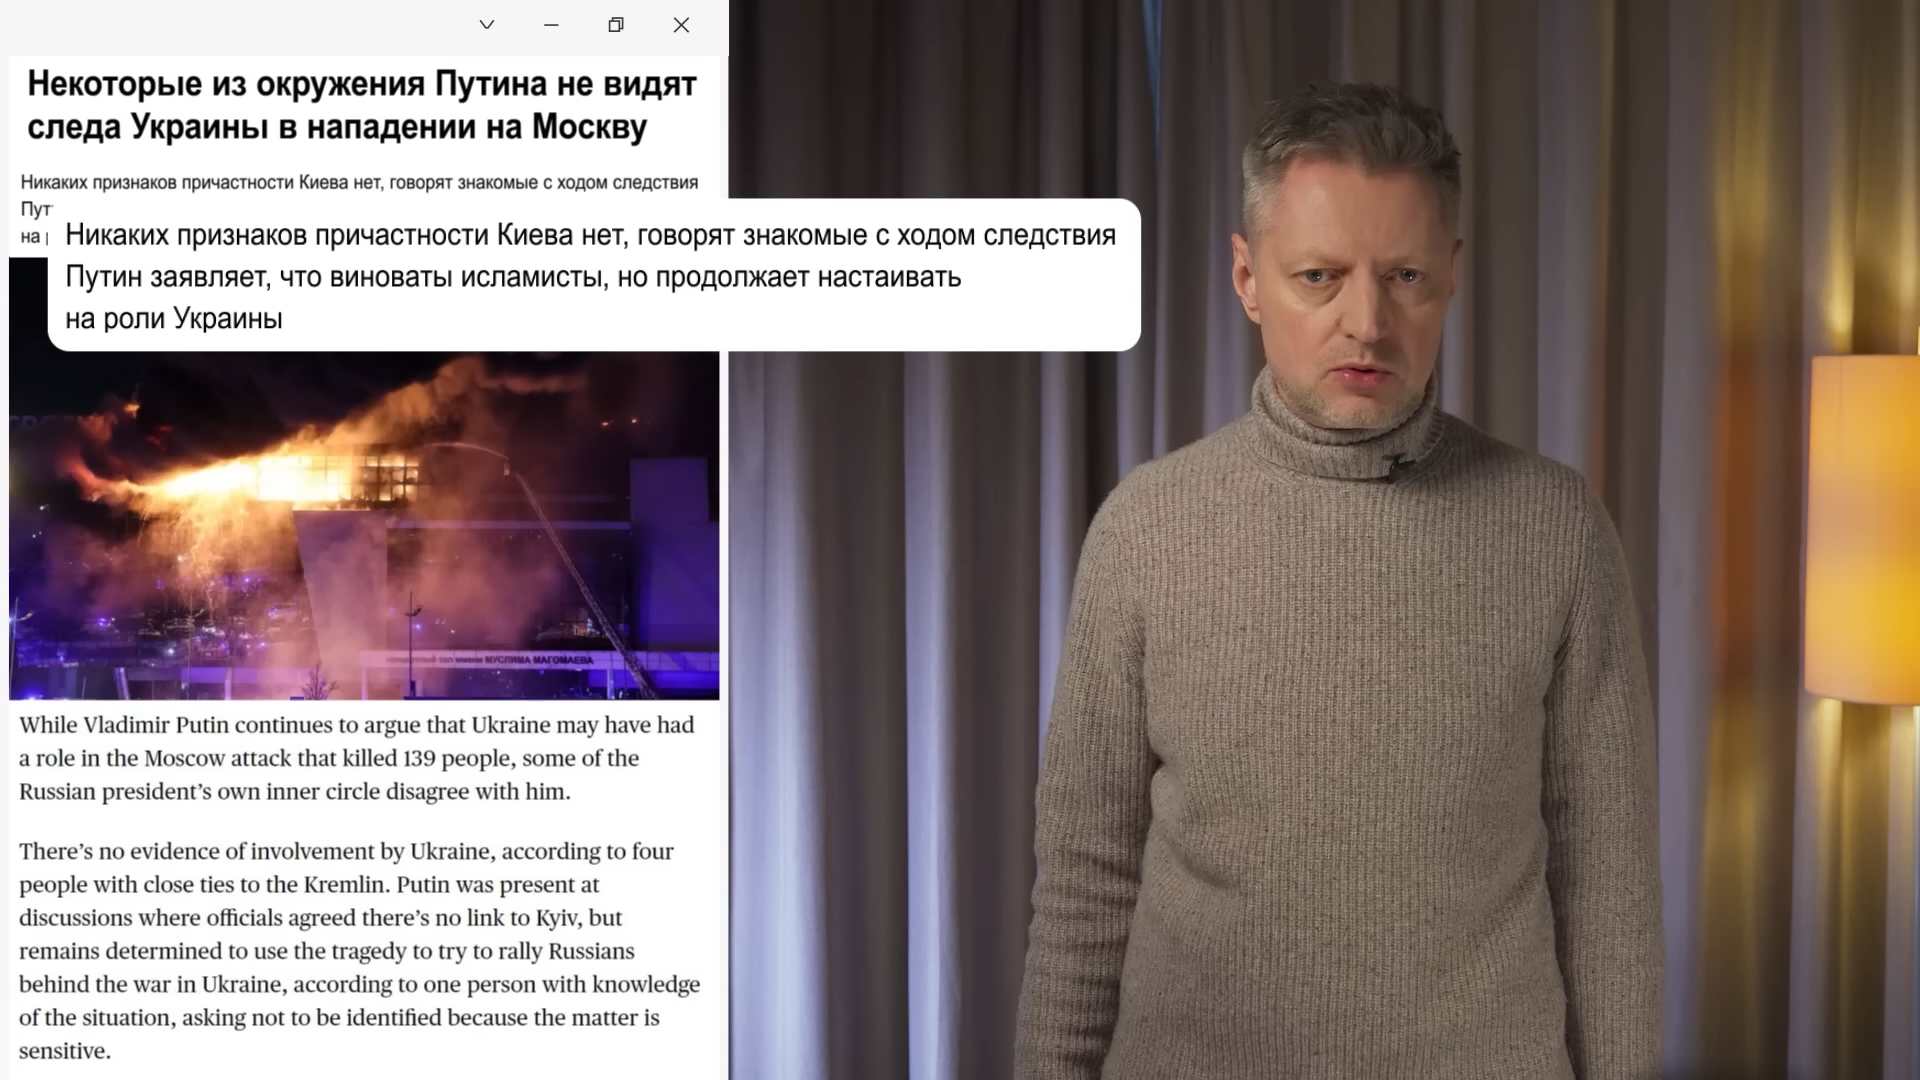 Некоторые из окружения Путина не видят
следа Украины в нападении на Москву
Никаких признаков причастности Киева нет, говорят знакомые с ходом следствия
на
Никаких признаков причастности Киева нет, говорят знакомые с ходом следствия
Путин заявляет, что виноваты исламисты, но продолжает настаивать
на роли Украины
зал имени МУСЛИМА МАГОМАЕВА
While Vladimir Putin continues to argue that Ukraine may have had
a role in the Moscow attack that killed 139 people, some of the
Russian president’s own inner circle disagree with him.
There’s no evidence of involvement by Ukraine, according to four
people with close ties to the Kremlin. Putin was present at
discussions where officials agreed there’s no link to Kyiv, but
remains determined to use the tragedy to try to rally Russians
behind the war in Ukraine, according to one person with knowledge
of the situation, asking not to be identified because the matter is
sensitive.